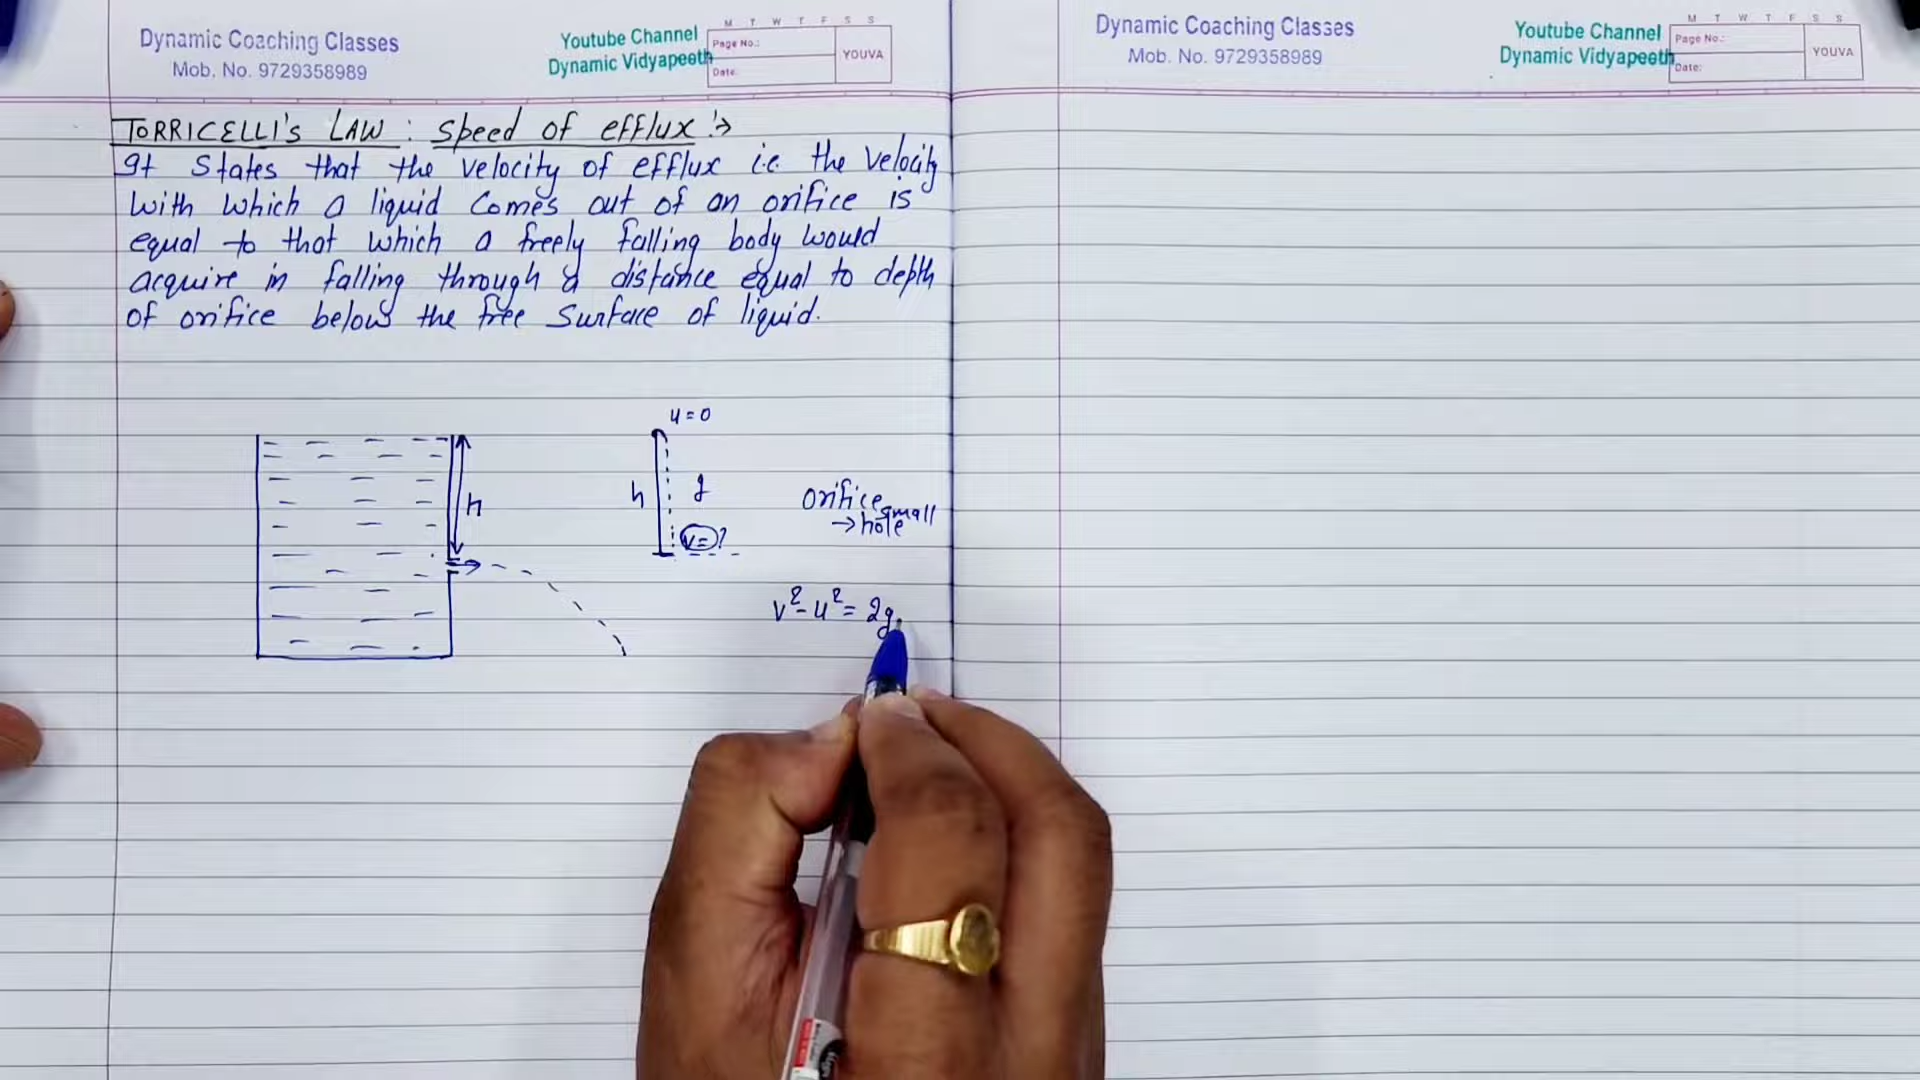 Dynamic Coaching Classes
Mob. No. 9729358989
Youtube Channel
Dynamic Vidyapeeth
M T W T F S S
Page No.:
Date:
YOUVA
TORRICELLI'S LAW : Speed of efflux :→
It states that the velocity of efflux i.e. the velocity
with which a liquid comes out of an orifice is
equal to that which a freely falling body would
acquire in falling through a distance equal to depth
of orifice below the free surface of liquid.
h
u = 0
h
g
v = ?
orifice
→ small
hole
v² - u² = 2g
Dynamic Coaching Classes
Mob. No. 9729358989
Youtube Channel
Dynamic Vidyapeeth
M T W T F S S
Page No.:
Date:
YOUVA